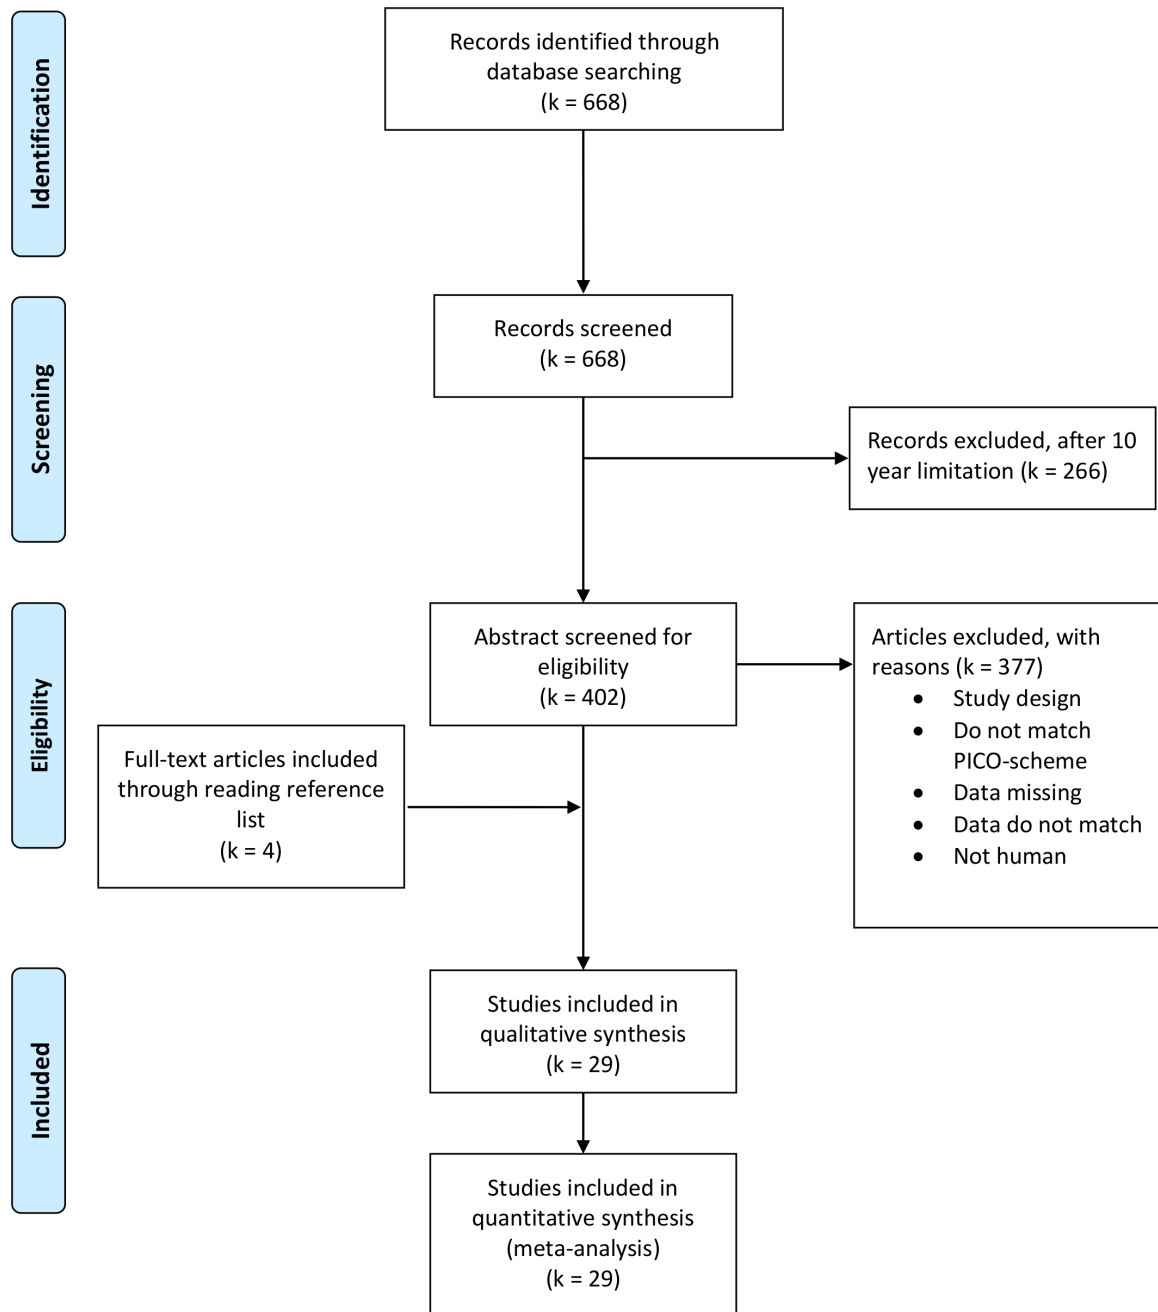 Identification
Records identified through
database searching
(k = 668)
Screening
Records screened
(k = 668)
Records excluded, after 10
year limitation (k = 266)
Eligibility
Abstract screened for
eligibility
(k = 402)
Articles excluded, with
reasons (k = 377)
• Study design
• Do not match
PICO-scheme
• Data missing
• Data do not match
• Not human
Full-text articles included
through reading reference
list
(k = 4)
Included
Studies included in
qualitative synthesis
(k = 29)
Studies included in
quantitative synthesis
(meta-analysis)
(k = 29)